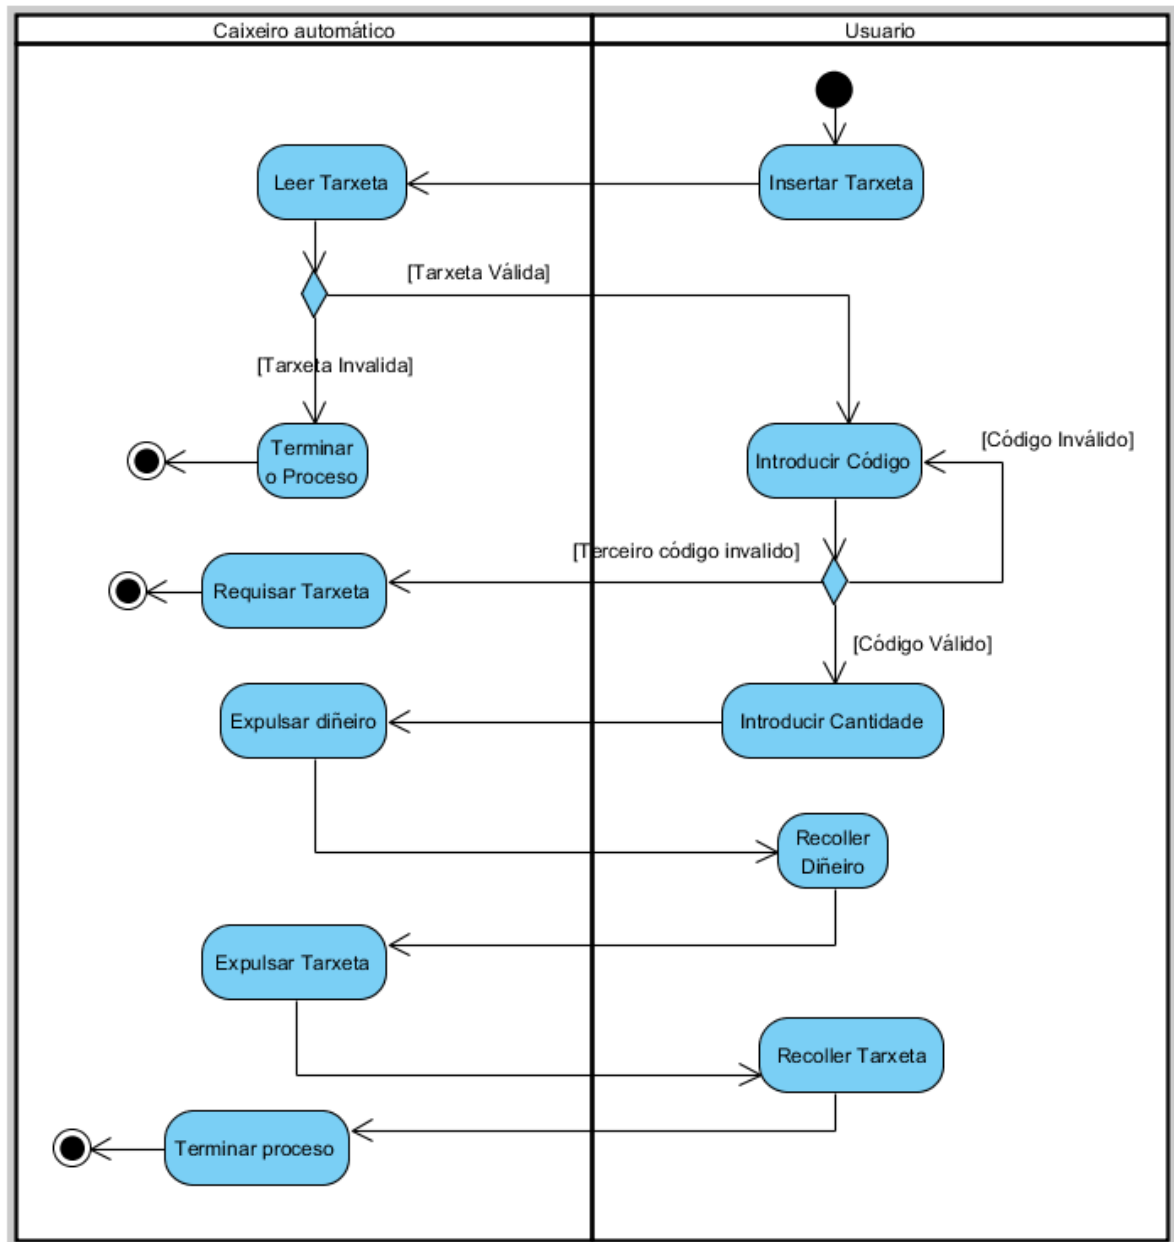 Caixeiro automático
Usuario
Leer Tarxeta
Insertar Tarxeta
[Tarxeta Válida]
[Tarxeta Invalida]
Terminar
o Proceso
Introducir Código
[Código Inválido]
[Terceiro código invalido]
Requisar Tarxeta
[Código Válido]
Expulsar diñeiro
Introducir Cantidade
Recoller
Diñeiro
Expulsar Tarxeta
Recoller Tarxeta
Terminar proceso